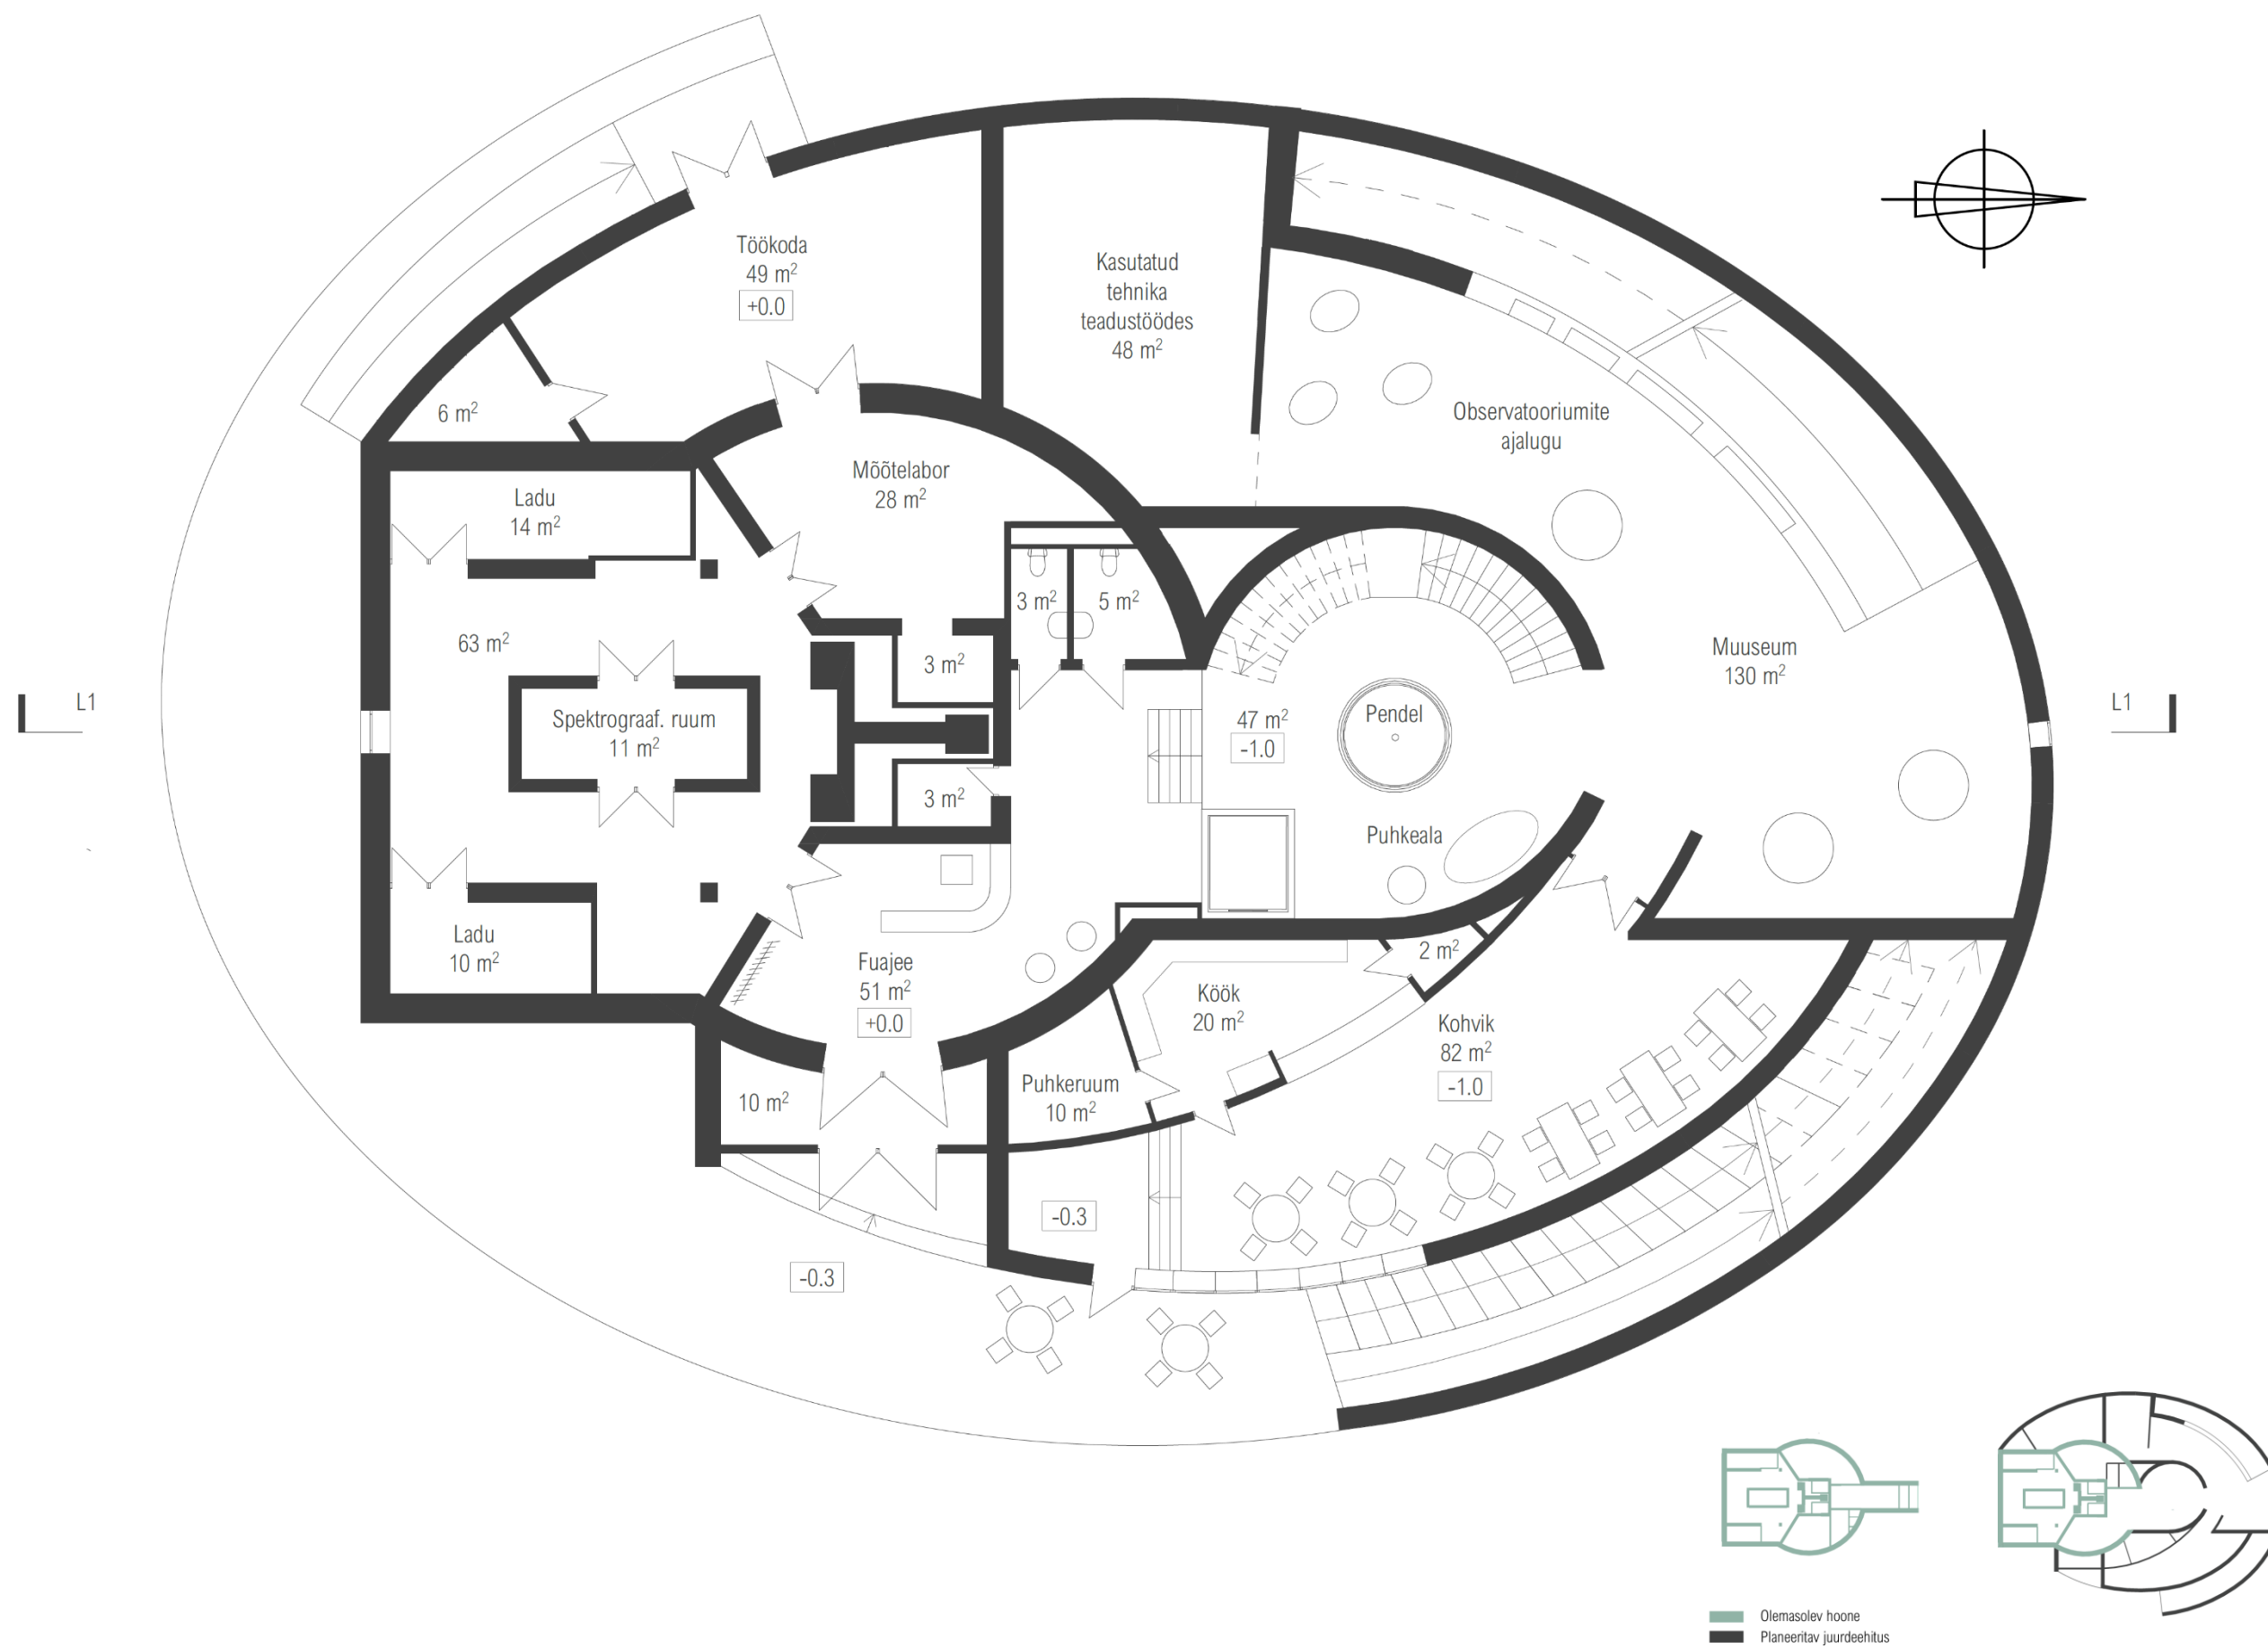 Töökoda
49 m²
+0.0
Kasutatud
tehnika
teadustöödes
48 m²
6 m²
Observatooriumite
ajalugu
Mõõtelabor
28 m²
Ladu
14 m²
3 m²
5 m²
63 m²
3 m²
Muuseum
130 m²
L1
Spektrograaf. ruum
11 m²
47 m²
-1.0
Pendel
L1
3 m²
Puhkeala
Ladu
10 m²
Fuajee
51 m²
+0.0
2 m²
Köök
20 m²
Kohvik
82 m²
-1.0
Puhkeruum
10 m²
10 m²
-0.3
-0.3
Olemasolev hoone
Planeeritav juurdeehitus